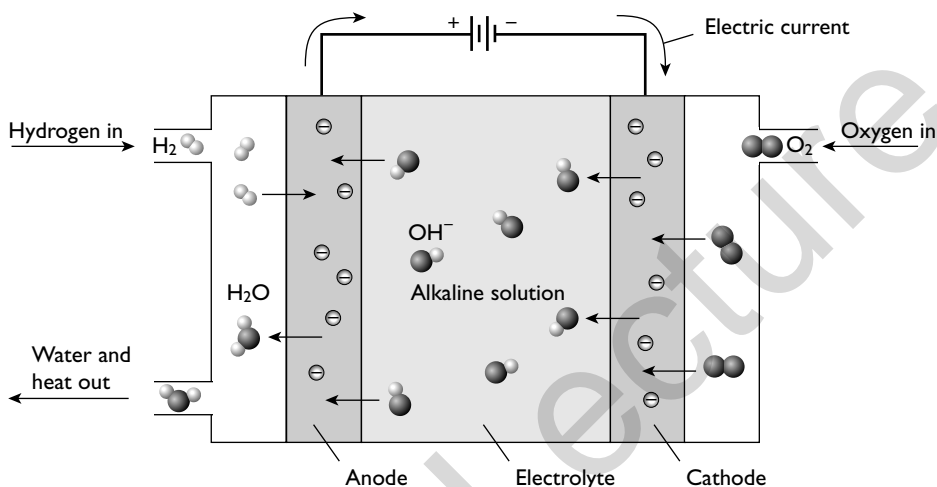 + −
Electric current
Hydrogen in
H₂
O₂
Oxygen in
OH⁻
H₂O
Alkaline solution
Water and
heat out
Anode
Electrolyte
Cathode
Lecture